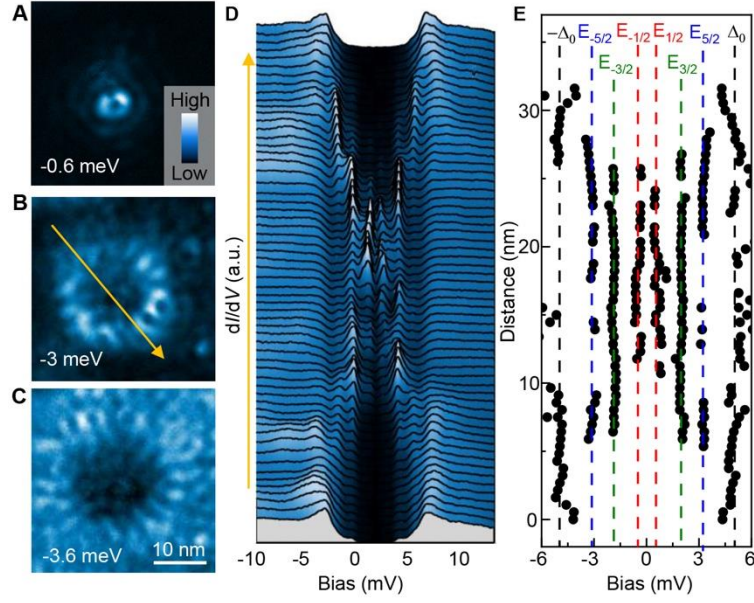 A
High
Low
-0.6 meV
B
-3 meV
C
-3.6 meV
10 nm
D
dI/dV (a.u.)
-10 -5 0 5 10
Bias (mV)
E
-Δ₀ E₋₅/₂ E₋₁/₂ E₁/₂ E₅/₂ Δ₀
E₋₃/₂ E₃/₂
30
20
10
0
Distance (nm)
-6 -3 0 3 6
Bias (mV)